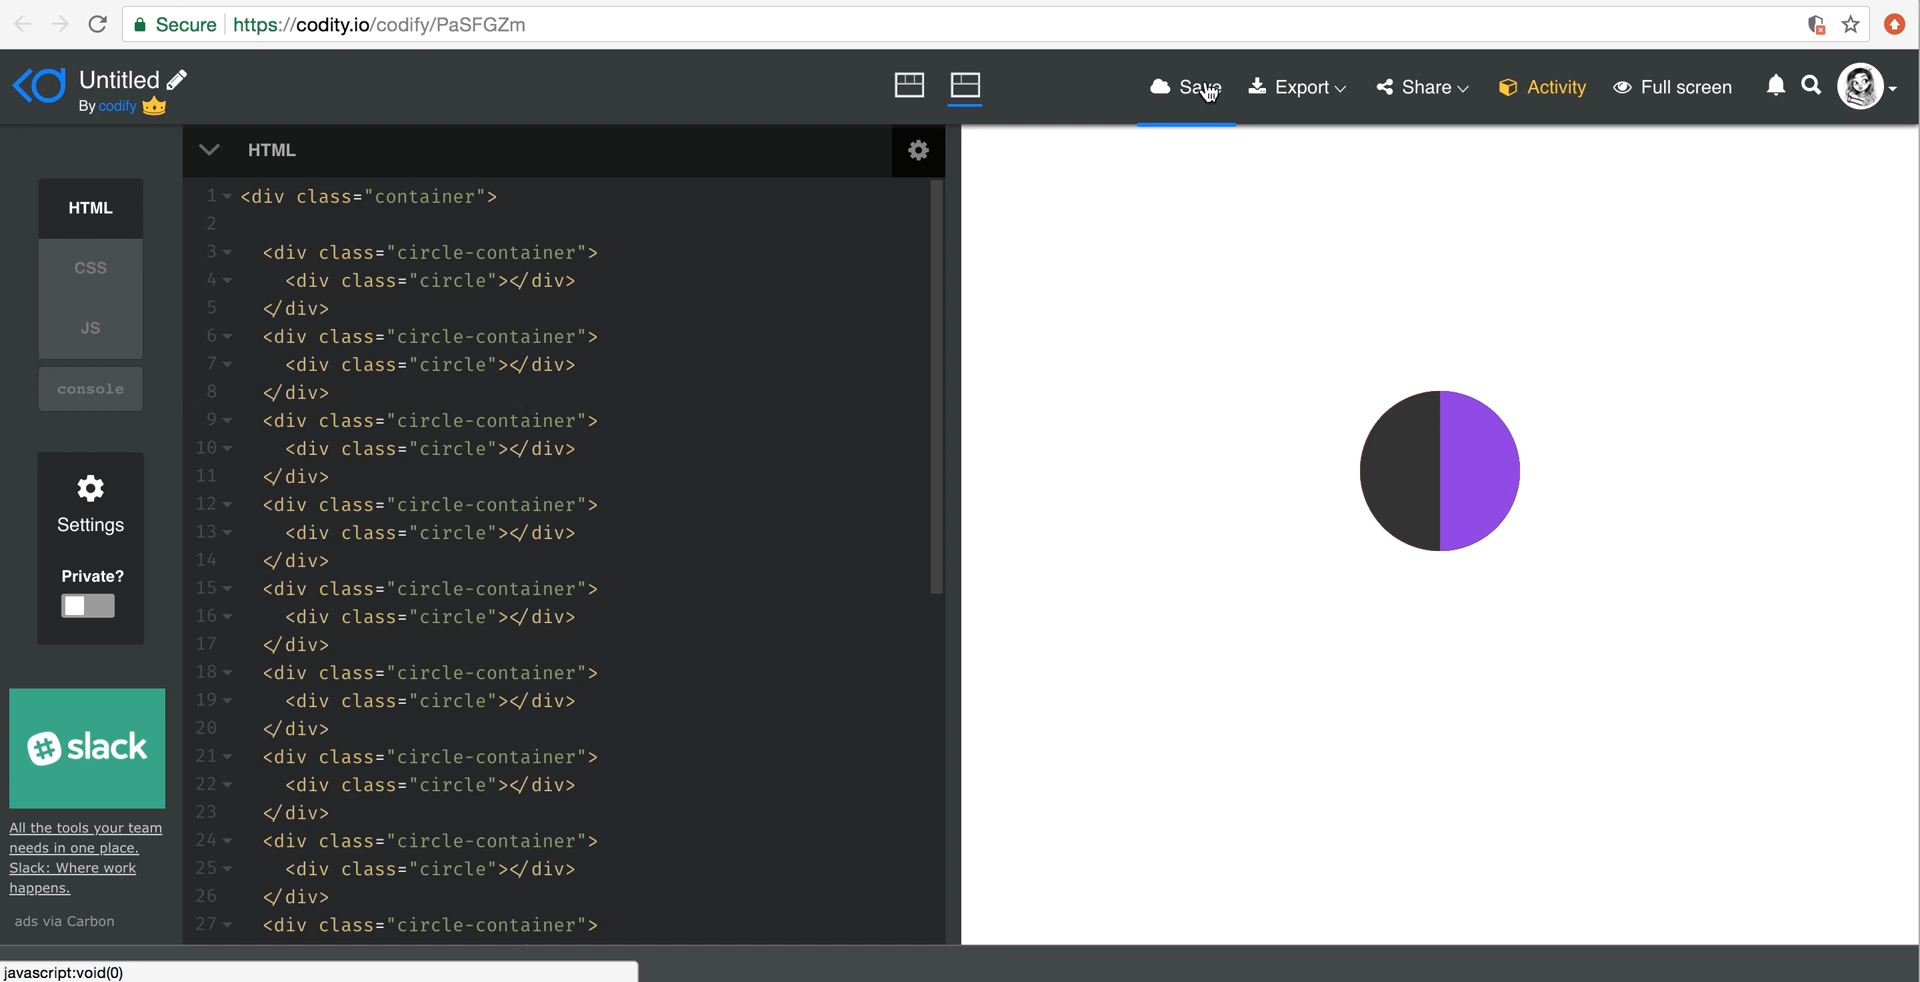 Secure https://codity.io/codify/PaSFGZm
Untitled
By codify
Save Export Share Activity Full screen
HTML
HTML
CSS
JS
console
Settings
Private?
slack
All the tools your team
needs in one place.
Slack: Where work
happens.
ads via Carbon
1 <div class="container">
2
3 <div class="circle-container">
4 <div class="circle"></div>
5 </div>
6 <div class="circle-container">
7 <div class="circle"></div>
8 </div>
9 <div class="circle-container">
10 <div class="circle"></div>
11 </div>
12 <div class="circle-container">
13 <div class="circle"></div>
14 </div>
15 <div class="circle-container">
16 <div class="circle"></div>
17 </div>
18 <div class="circle-container">
19 <div class="circle"></div>
20 </div>
21 <div class="circle-container">
22 <div class="circle"></div>
23 </div>
24 <div class="circle-container">
25 <div class="circle"></div>
26 </div>
27 <div class="circle-container">
javascript:void(0)